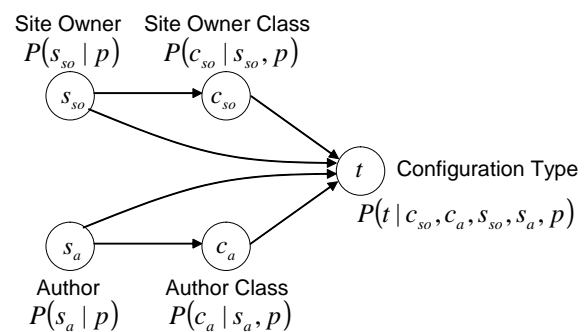 Site Owner
P(s_so | p)
Site Owner Class
P(c_so | s_so, p)
s_so
c_so
t
Configuration Type
P(t | c_so, c_a, s_so, s_a, p)
s_a
c_a
Author
P(s_a | p)
Author Class
P(c_a | s_a, p)